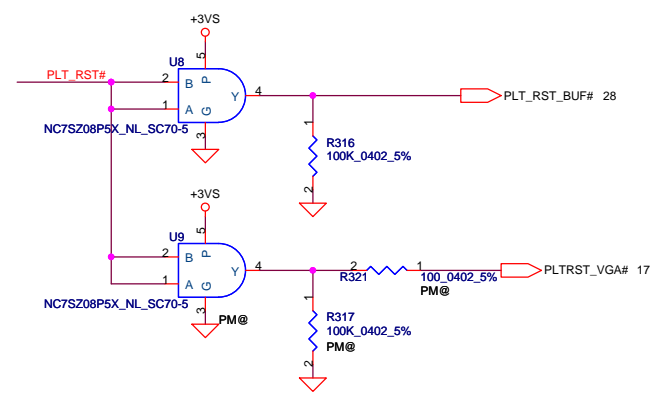 +3VS
U8
5
PLT_RST#
2
B
P
Y
4
PLT_RST_BUF# 28
1
A
G
NC7SZ08P5X_NL_SC70-5
3
1
R316
100K_0402_5%
2
+3VS
U9
5
2
B
P
Y
4
2
R321
1
100_0402_5%
PLTRST_VGA# 17
1
A
G
PM@
NC7SZ08P5X_NL_SC70-5
3
PM@
1
R317
100K_0402_5%
PM@
2